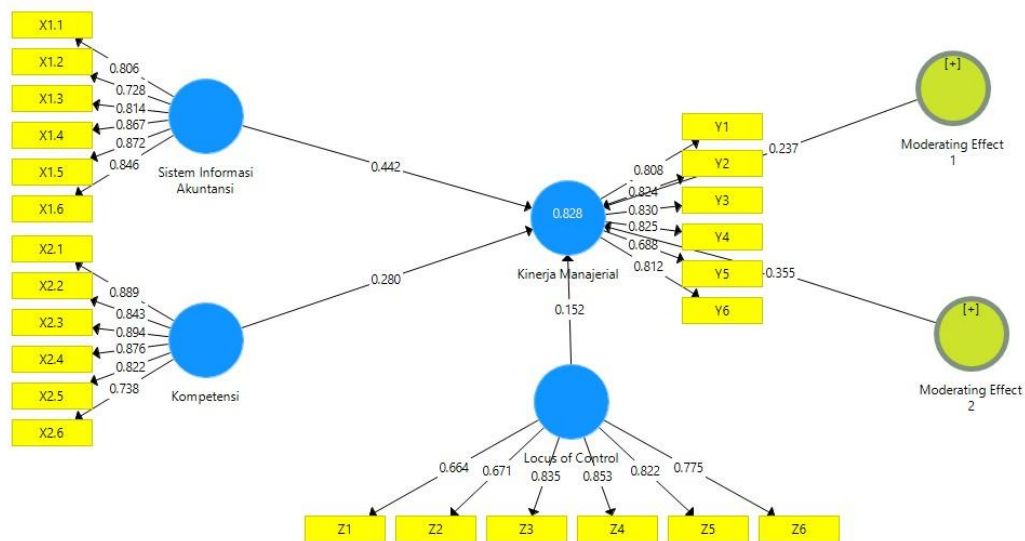 X1.1
X1.2
X1.3
X1.4
X1.5
X1.6
0.806
0.728
0.814
0.867
0.872
0.846
Sistem Informasi
Akuntansi
X2.1
X2.2
X2.3
X2.4
X2.5
X2.6
0.889
0.843
0.894
0.876
0.822
0.738
Kompetensi
0.442
0.280
0.152
0.828
Kinerja Manajerial
0.808
0.824
0.830
0.825
0.688
0.812
Y1
Y2
Y3
Y4
Y5
Y6
0.237
0.355
[+]
Moderating Effect
1
[+]
Moderating Effect
2
Locus of Control
0.664
0.671
0.835
0.853
0.822
0.775
Z1
Z2
Z3
Z4
Z5
Z6